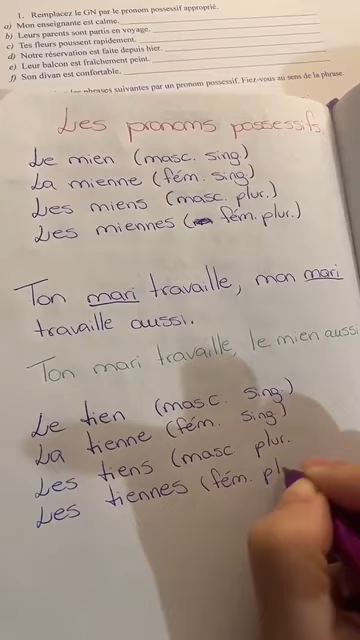 1. Remplacez le GN par le pronom possessif approprié.
a) Mon enseignante est calme.
b) Leurs parents sont partis en voyage.
c) Tes fleurs poussent rapidement.
d) Notre réservation est faite depuis hier.
e) Leur balcon est fraîchement peint.
f) Son divan est confortable.
phrases suivantes par un pronom possessif. Fiez-vous au sens de la phrase.
Les pronoms possessifs
Le mien (masc. sing.)
La mienne (fém. sing.)
Les miens (masc. plur.)
Les miennes ( fém. plur.)
Ton mari travaille, mon mari
travaille aussi.
Ton mari travaille, le mien aussi
Le tien (masc. sing.)
La tienne (fém. sing.)
Les tiens (masc plur.
Les tiennes (fém. pl